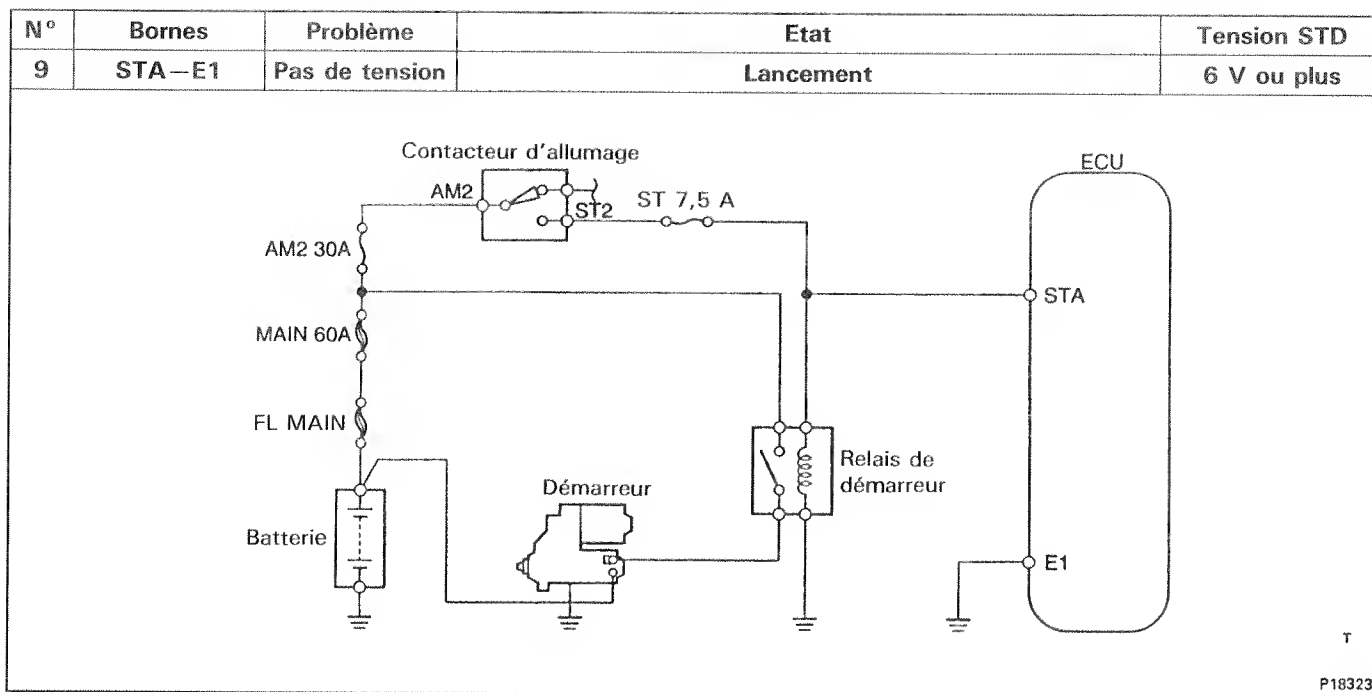 N° Bornes Problème Etat Tension STD
9 STA—E1 Pas de tension Lancement 6 V ou plus
Contacteur d'allumage
ECU
AM2
ST2
ST 7,5 A
AM2 30A
STA
MAIN 60A
FL MAIN
Relais de
démarreur
Démarreur
Batterie
E1
T
P18323